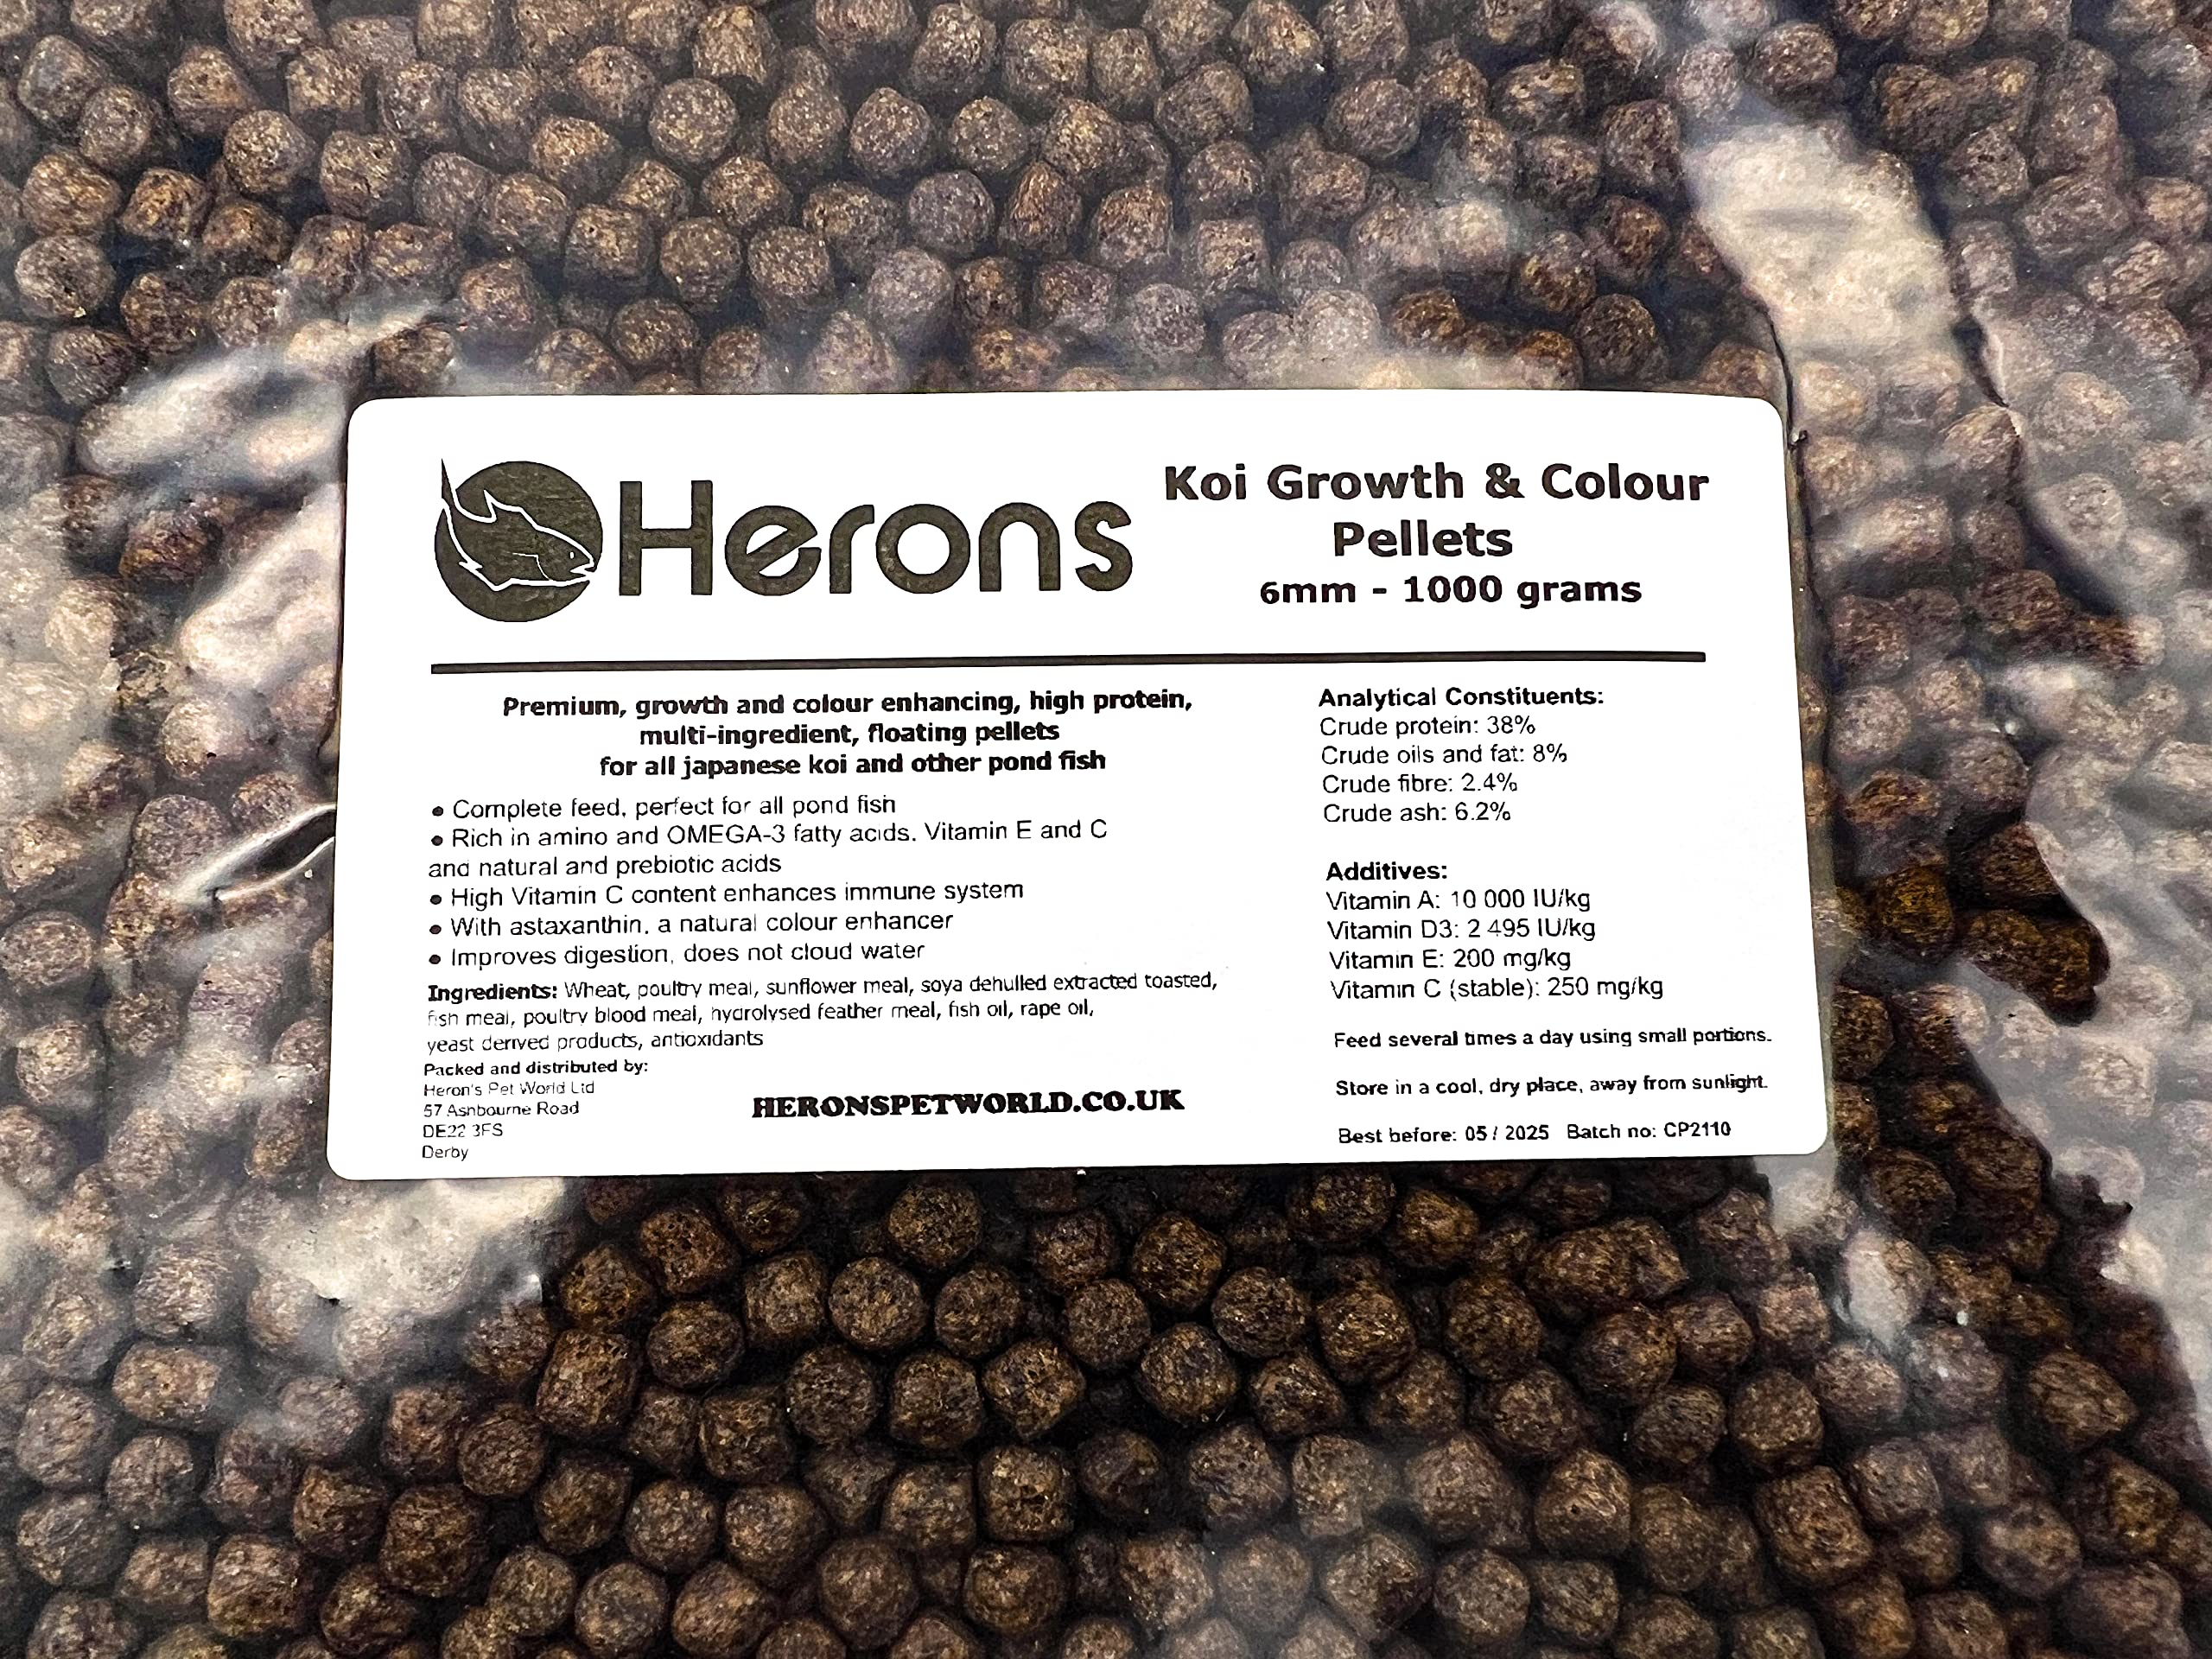 Herons
Koi Growth & Colour
Pellets
6mm - 1000 grams
Premium, growth and colour enhancing, high protein,
multi-ingredient, floating pellets
for all japanese koi and other pond fish
• Complete feed, perfect for all pond fish
• Rich in amino and OMEGA-3 fatty acids. Vitamin E and C
and natural and prebiotic acids
• High Vitamin C content enhances immune system
• With astaxanthin, a natural colour enhancer
• Improves digestion, does not cloud water
Ingredients: Wheat, poultry meal, sunflower meal, soya dehulled extracted toasted,
fish meal, poultry blood meal, hydrolysed feather meal, fish oil, rape oil,
yeast derived products, antioxidants
Packed and distributed by:
Heron's Pet World Ltd
57 Ashbourne Road
DE22 3FS
Derby
HERONSPETWORLD.CO.UK
Analytical Constituents:
Crude protein: 38%
Crude oils and fat: 8%
Crude fibre: 2.4%
Crude ash: 6.2%
Additives:
Vitamin A: 10 000 IU/kg
Vitamin D3: 2 495 IU/kg
Vitamin E: 200 mg/kg
Vitamin C (stable): 250 mg/kg
Feed several times a day using small portions.
Store in a cool, dry place, away from sunlight.
Best before: 05 / 2025 Batch no: CP2110